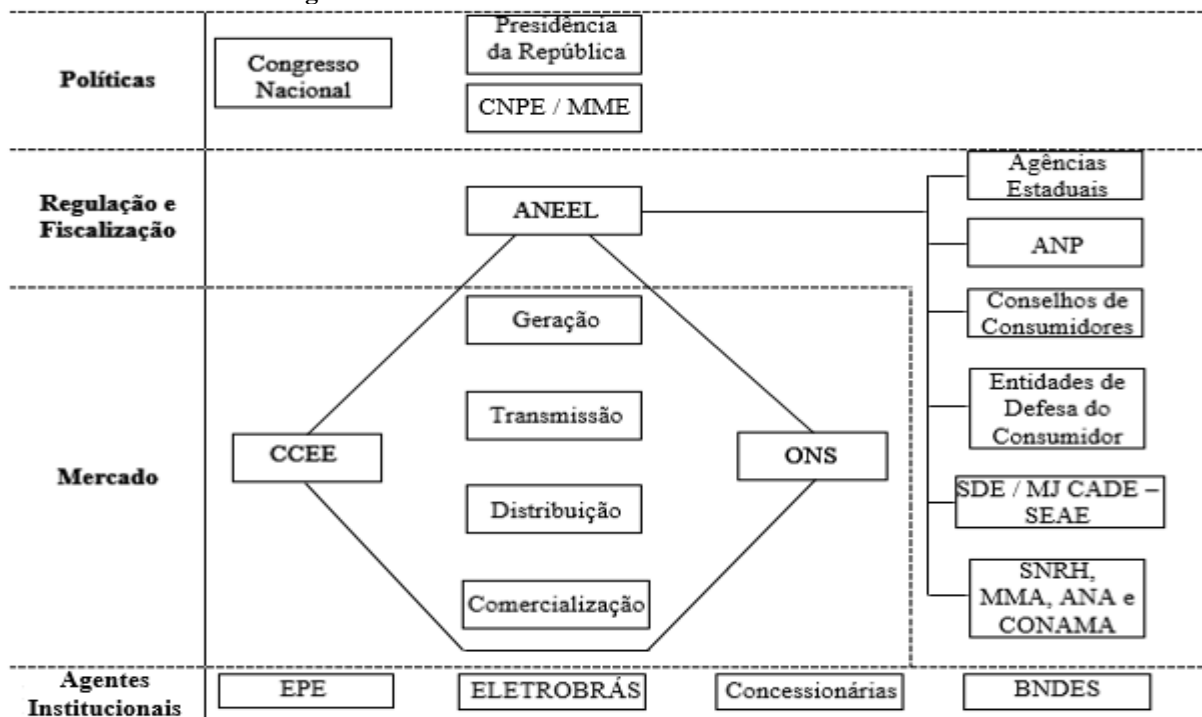 Políticas
Congresso
Nacional
Presidência
da República
CNPE / MME
Regulação e
Fiscalização
ANEEL
Agências
Estaduais
ANP
Conselhos de
Consumidores
Entidades de
Defesa do
Consumidor
SDE / MJ CADE –
SEAE
SNRH,
MMA, ANA e
CONAMA
Mercado
Geração
Transmissão
CCEE
ONS
Distribuição
Comercialização
Agentes
Institucionais
EPE
ELETROBRÁS
Concessionárias
BNDES